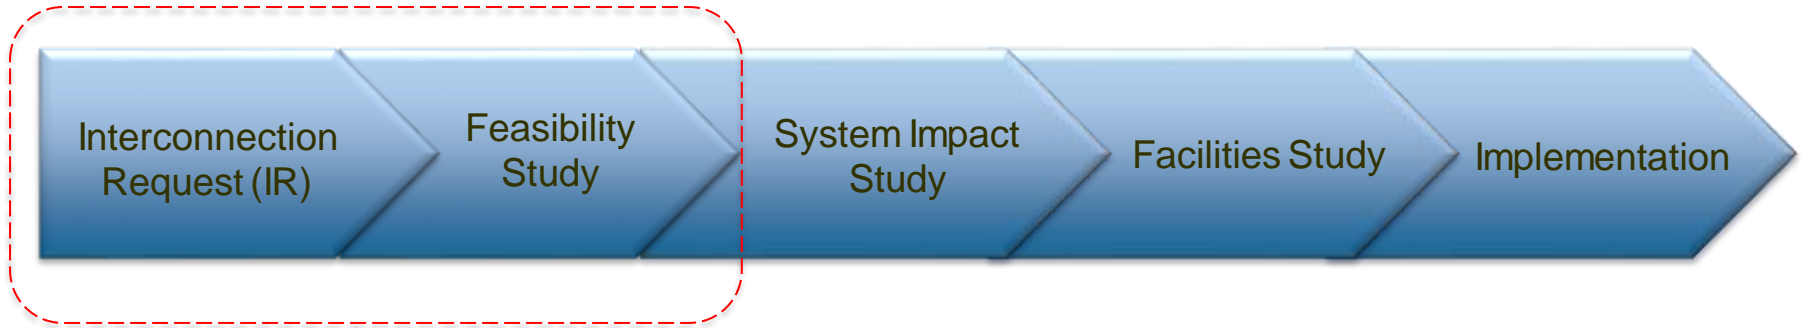 Interconnection
Request (IR)
Feasibility
Study
System Impact
Study
Facilities Study
Implementation